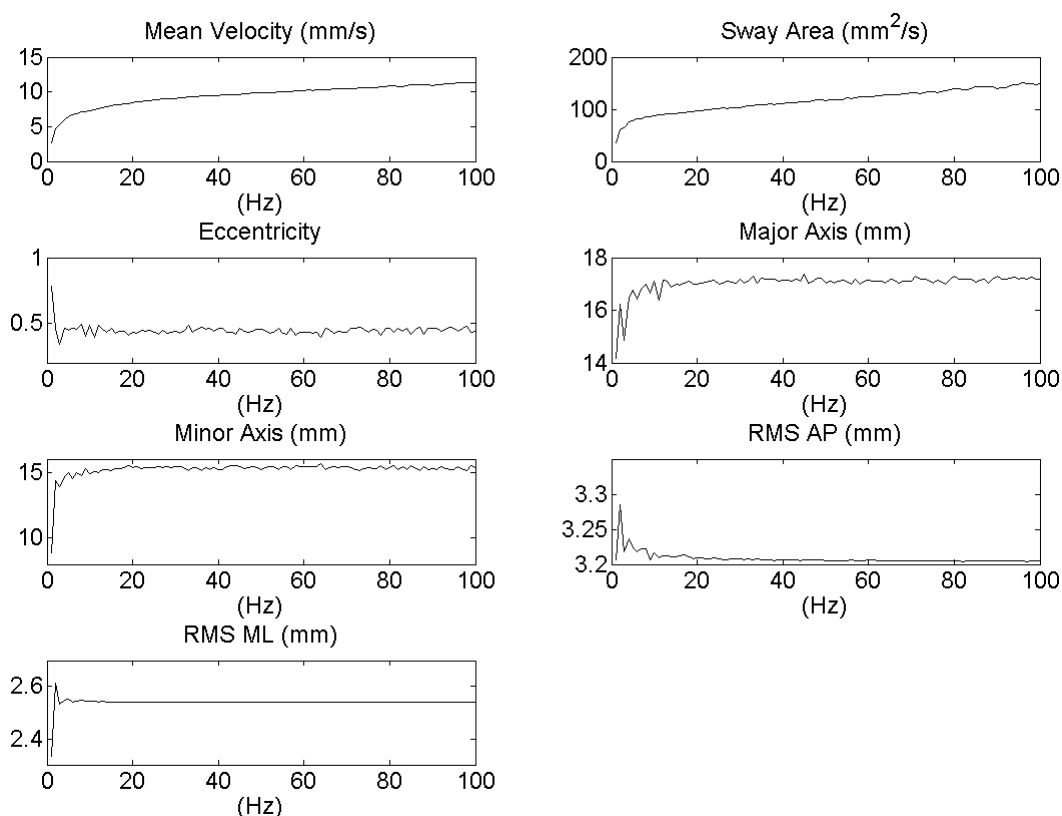 Mean Velocity (mm/s)
15
10
5
0
0 20 40 60 80 100
(Hz)
Sway Area (mm²/s)
200
100
0
0 20 40 60 80 100
(Hz)
Eccentricity
1
0.5
0 20 40 60 80 100
(Hz)
Major Axis (mm)
18
16
14
0 20 40 60 80 100
(Hz)
Minor Axis (mm)
15
10
0 20 40 60 80 100
(Hz)
RMS AP (mm)
3.3
3.25
3.2
0 20 40 60 80 100
(Hz)
RMS ML (mm)
2.6
2.4
0 20 40 60 80 100
(Hz)